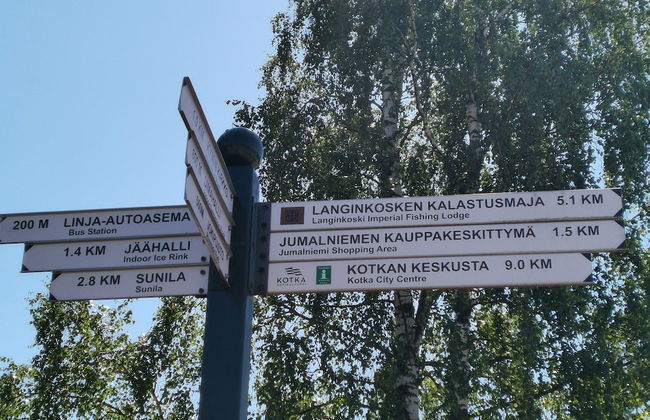 200 M LINJA-AUTOASEMA
Bus Station
1.4 KM JÄÄHALLI
Indoor Ice Rink
2.8 KM SUNILA
Sunila
LANGINKOSKEN KALASTUSMAJA 5.1 KM
Langinkoski Imperial Fishing Lodge
JUMALNIEMEN KAUPPAKESKITTYMÄ 1.5 KM
Jumalniemi Shopping Area
KOTKA
KOTKAN KESKUSTA 9.0 KM
Kotka City Centre